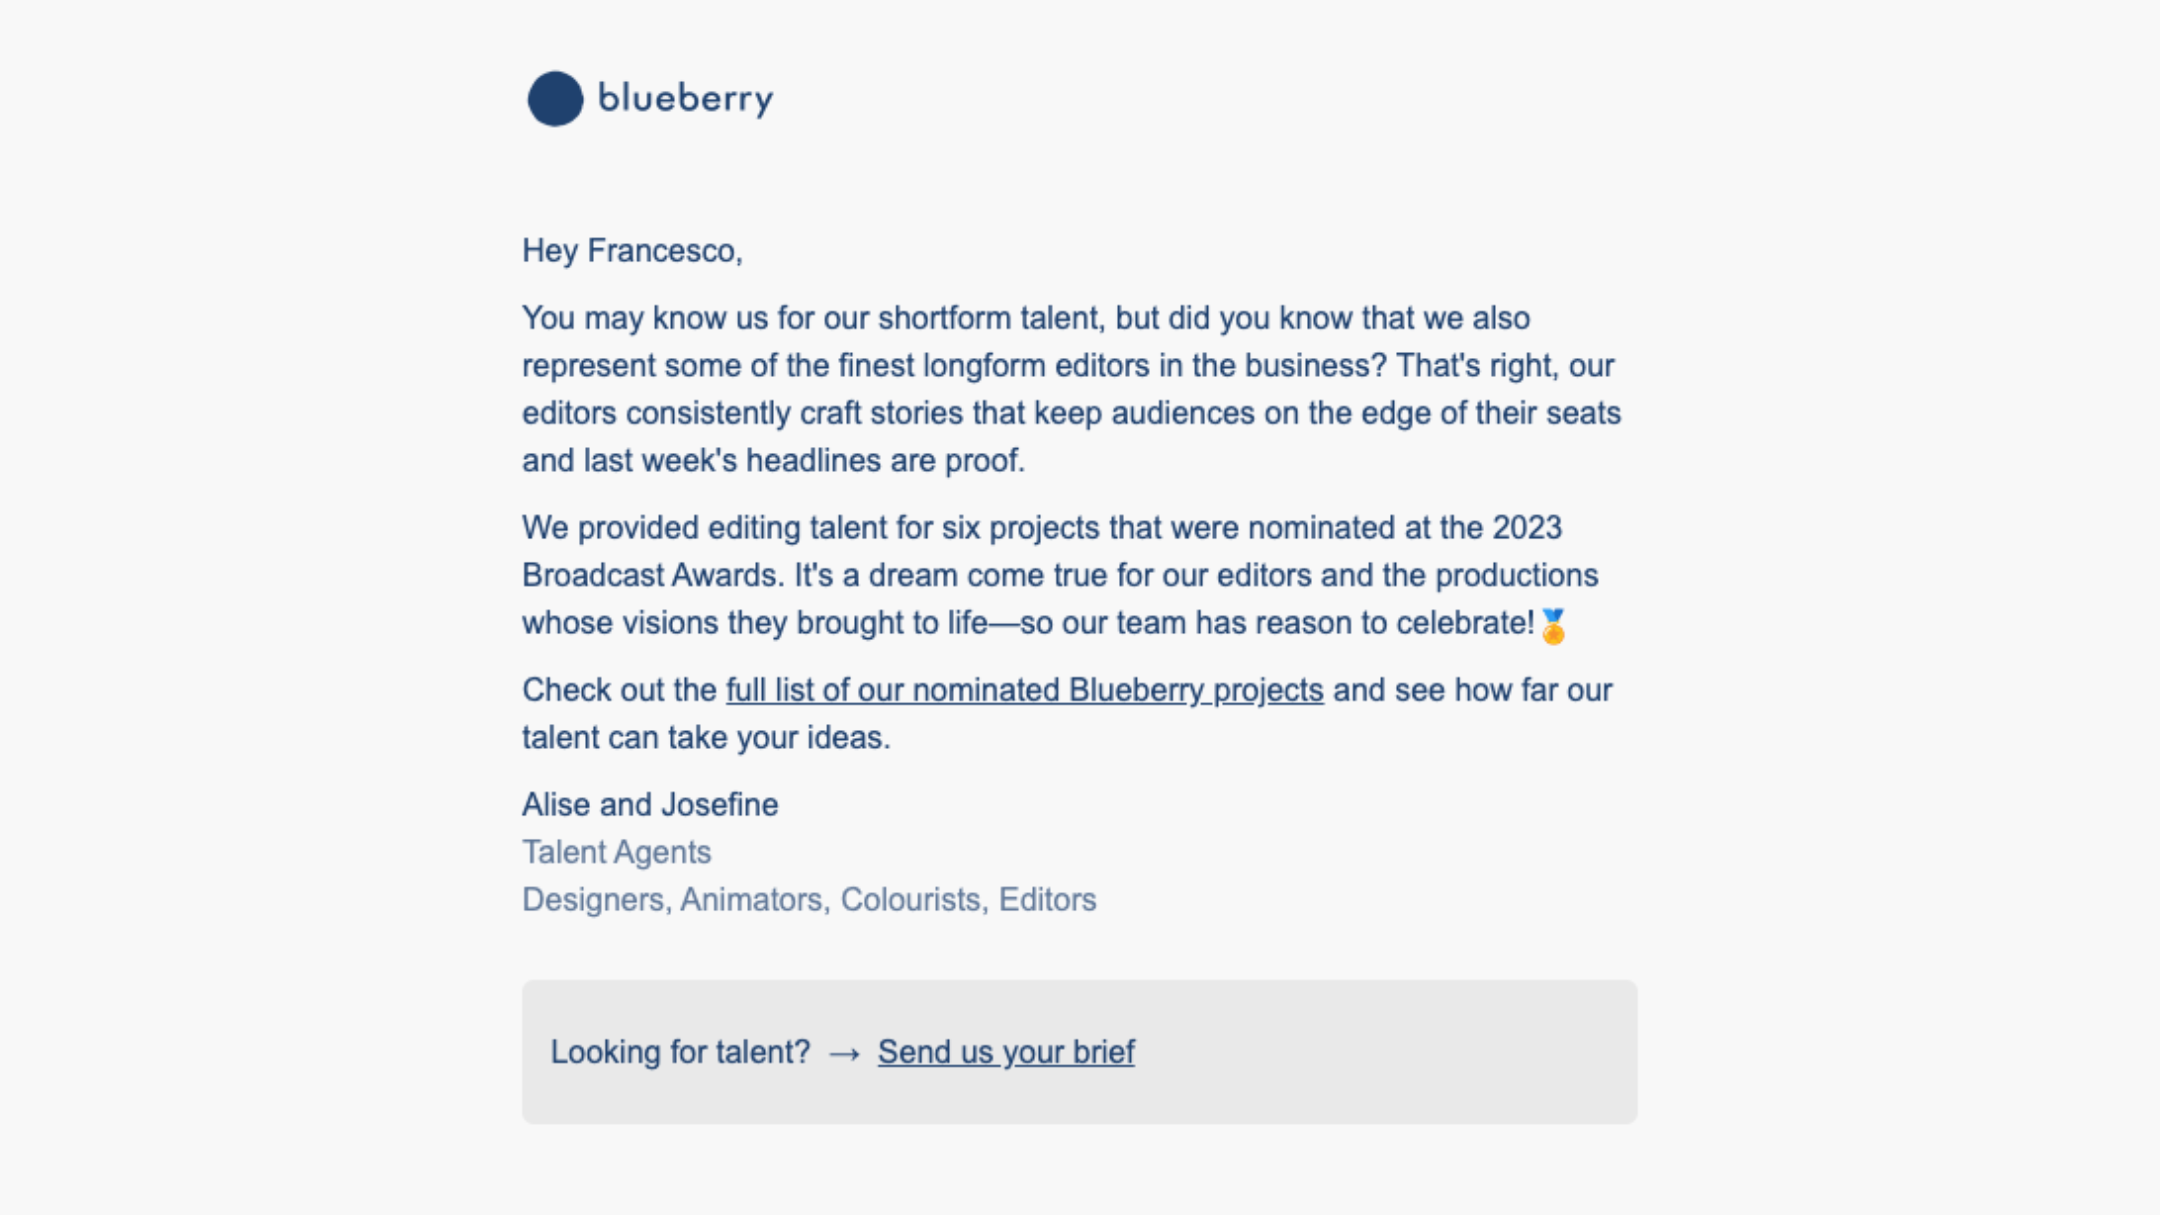 blueberry
Hey Francesco,
You may know us for our shortform talent, but did you know that we also
represent some of the finest longform editors in the business? That's right, our
editors consistently craft stories that keep audiences on the edge of their seats
and last week's headlines are proof.
We provided editing talent for six projects that were nominated at the 2023
Broadcast Awards. It's a dream come true for our editors and the productions
whose visions they brought to life—so our team has reason to celebrate!🏅
Check out the full list of our nominated Blueberry projects and see how far our
talent can take your ideas.
Alise and Josefine
Talent Agents
Designers, Animators, Colourists, Editors
Looking for talent? → Send us your brief